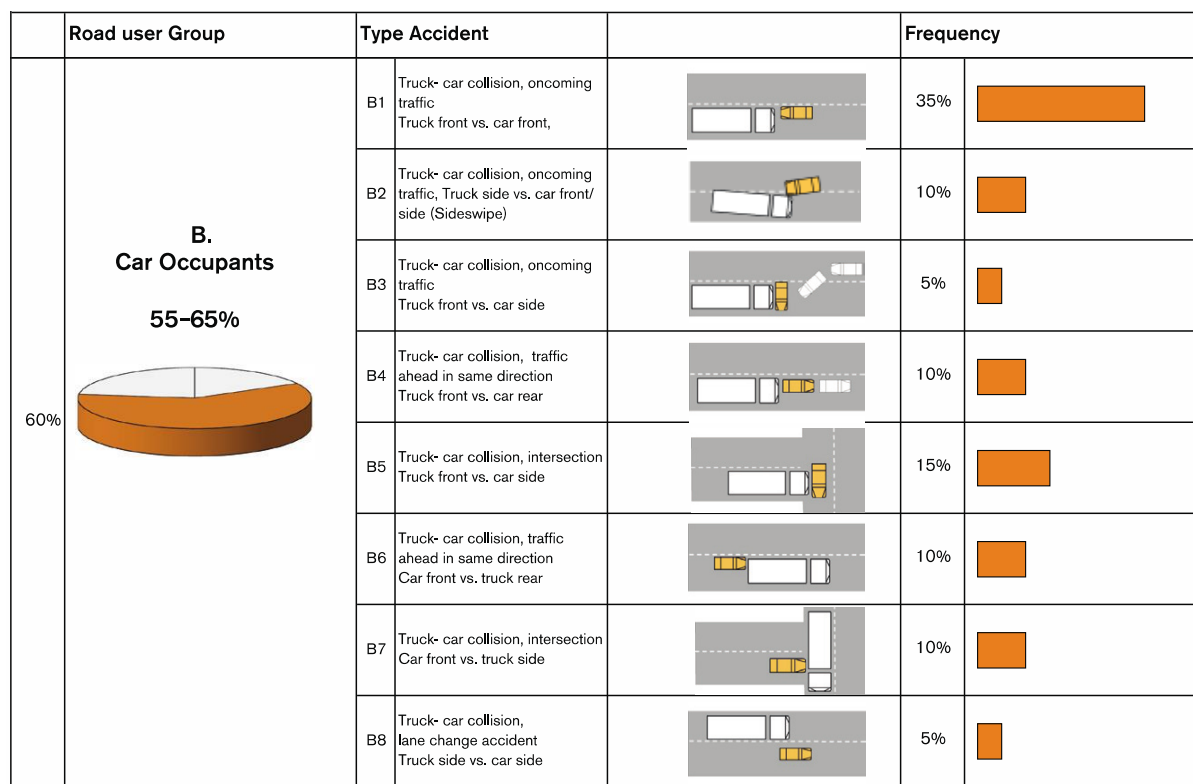 Road user Group
Type Accident
Frequency
60%
B.
Car Occupants
55–65%
B1
Truck- car collision, oncoming
traffic
Truck front vs. car front,
35%
B2
Truck- car collision, oncoming
traffic, Truck side vs. car front/
side (Sideswipe)
10%
B3
Truck- car collision, oncoming
traffic
Truck front vs. car side
5%
B4
Truck- car collision, traffic
ahead in same direction
Truck front vs. car rear
10%
B5
Truck- car collision, intersection
Truck front vs. car side
15%
B6
Truck- car collision, traffic
ahead in same direction
Car front vs. truck rear
10%
B7
Truck- car collision, intersection
Car front vs. truck side
10%
B8
Truck- car collision,
lane change accident
Truck side vs. car side
5%